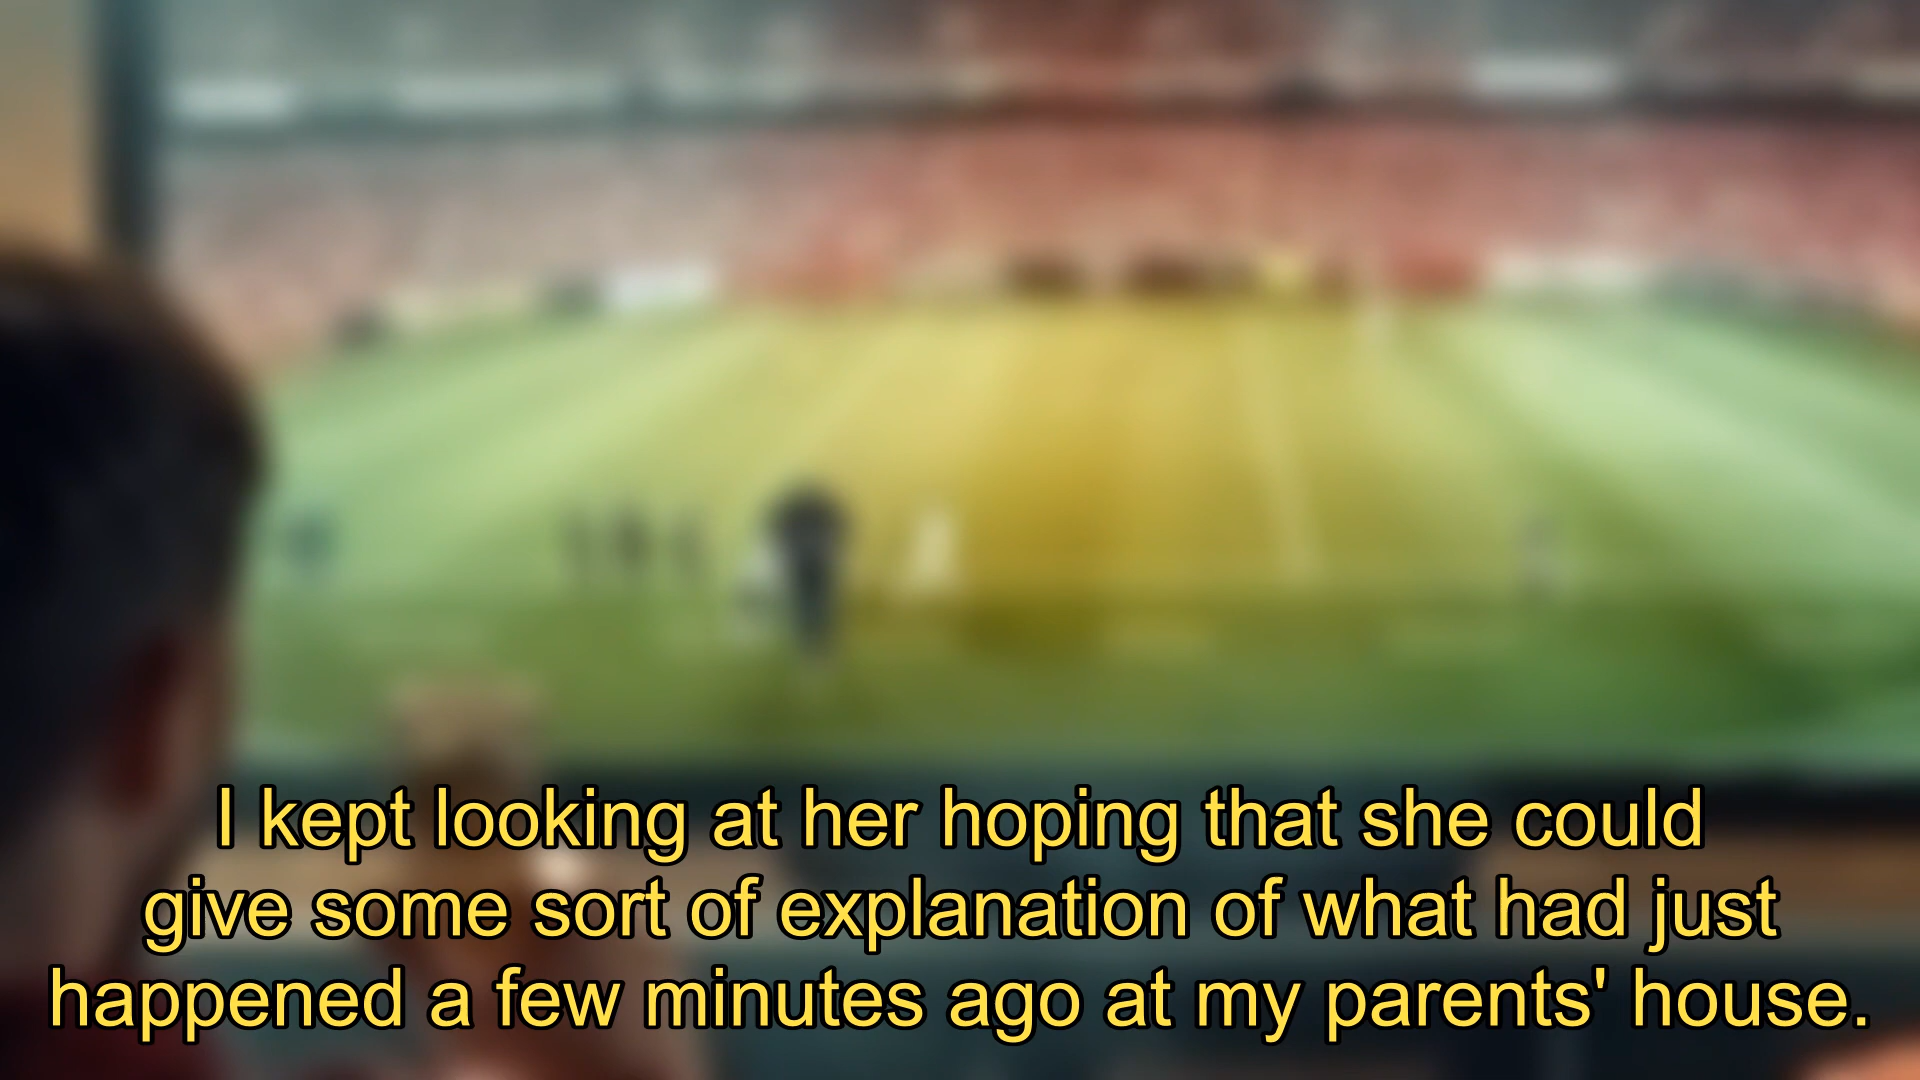 I kept looking at her hoping that she could
give some sort of explanation of what had just
happened a few minutes ago at my parents' house.